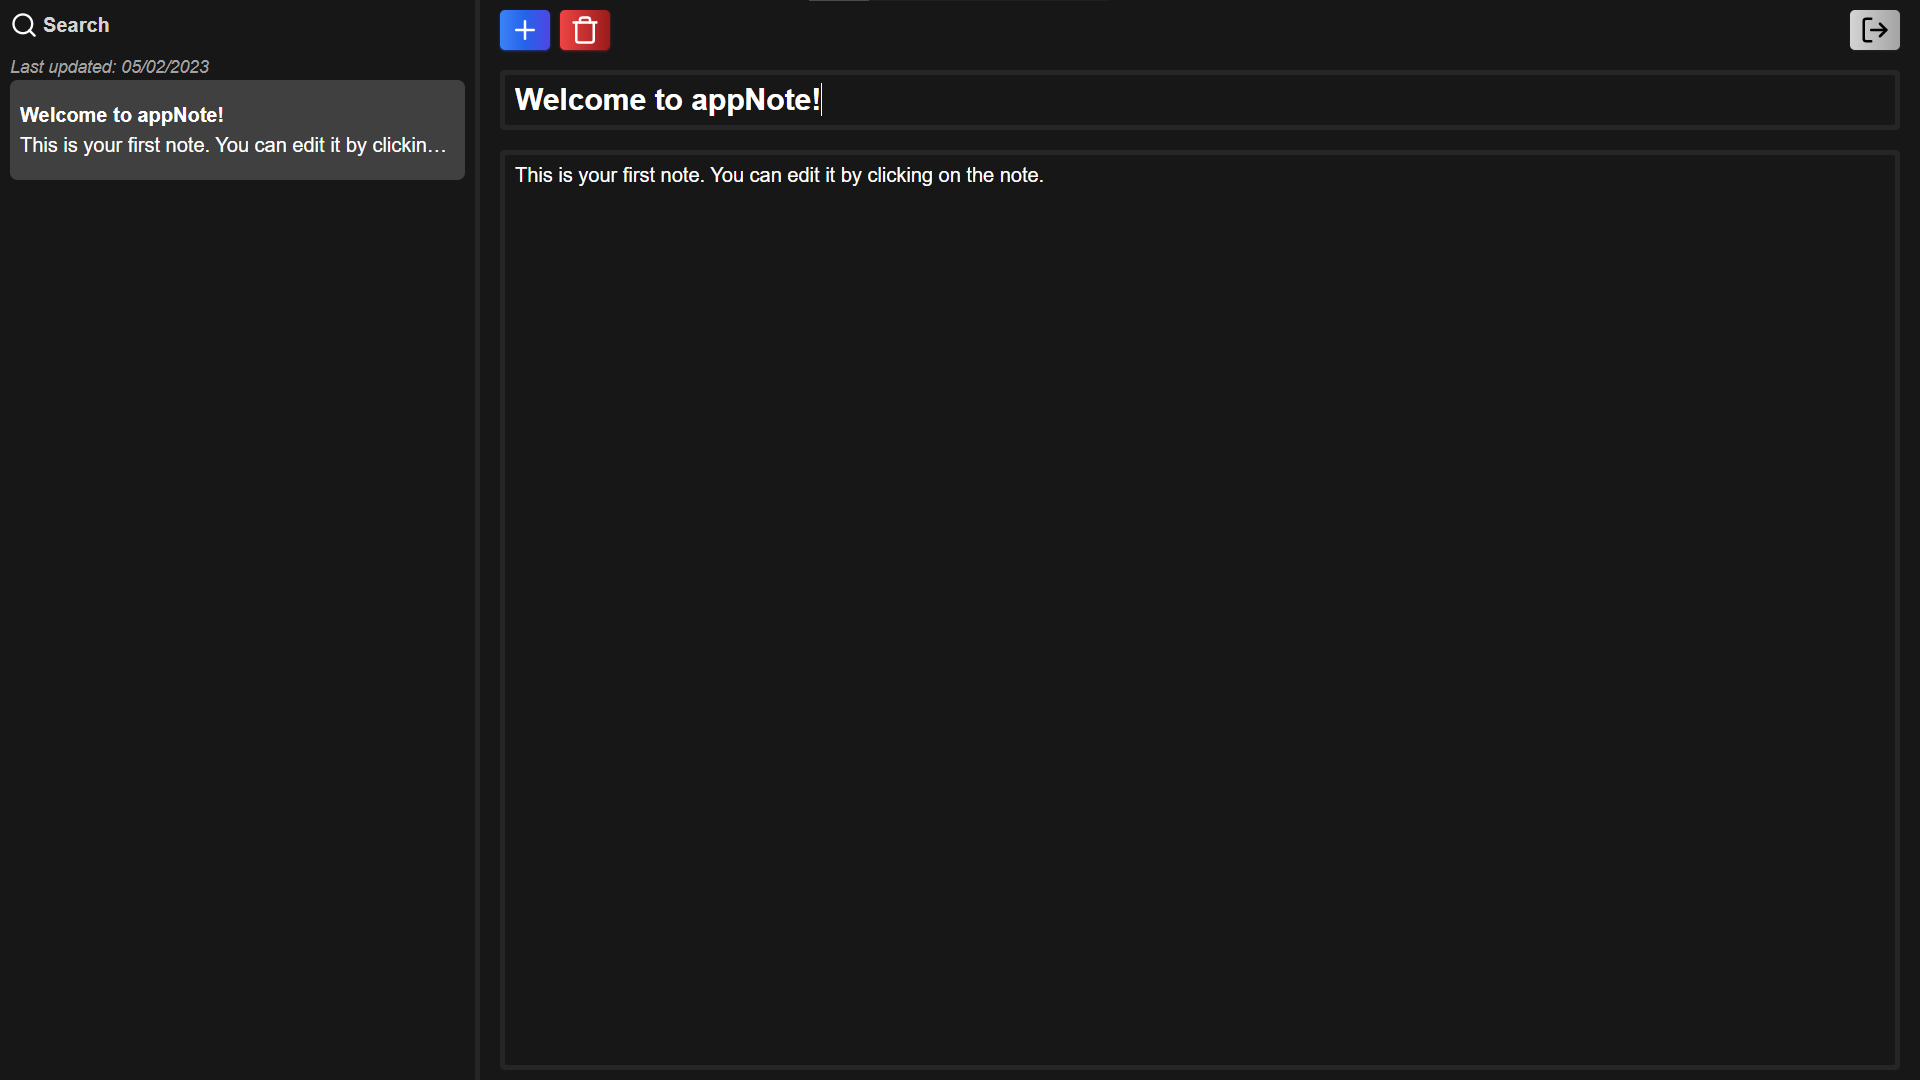 Search
Last updated: 05/02/2023
Welcome to appNote!
This is your first note. You can edit it by clickin...
Welcome to appNote!
This is your first note. You can edit it by clicking on the note.